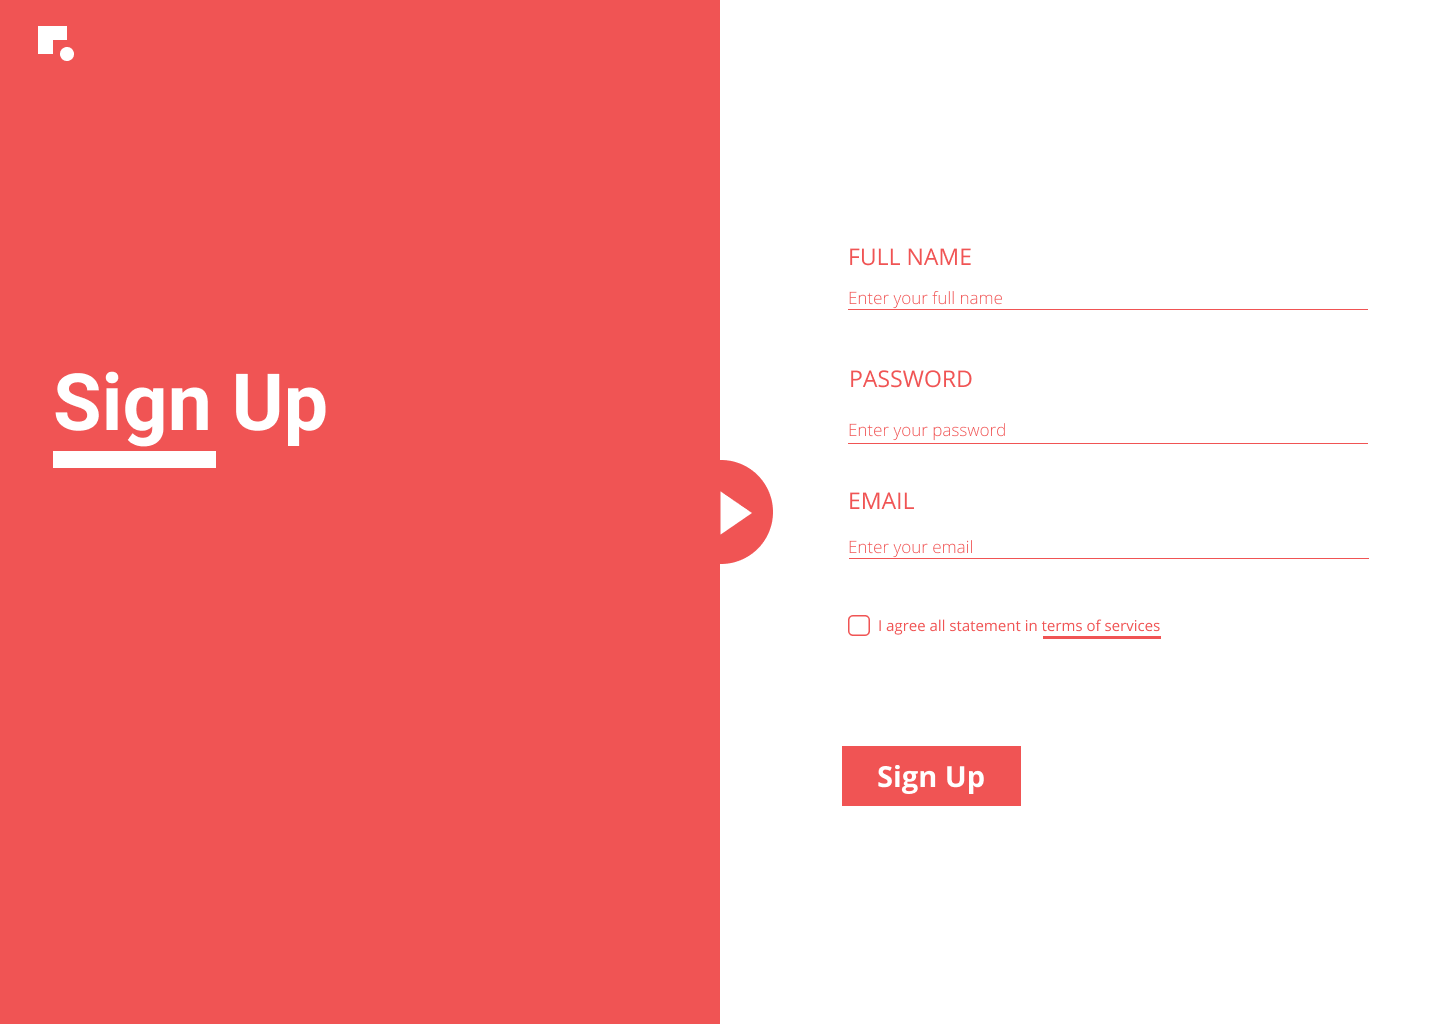 Sign Up
FULL NAME
Enter your full name
PASSWORD
Enter your password
EMAIL
Enter your email
I agree all statement in terms of services
Sign Up